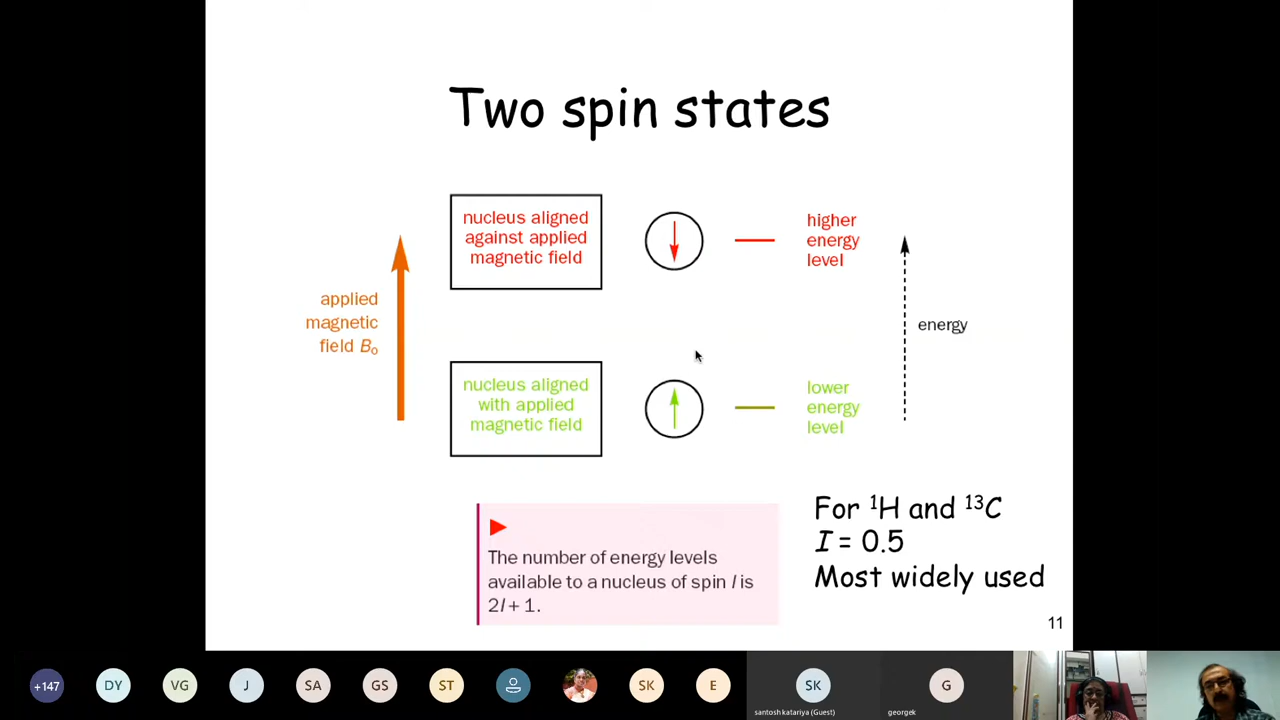 Two spin states
nucleus aligned
against applied
magnetic field
higher
energy
level
applied
magnetic
field B₀
energy
nucleus aligned
with applied
magnetic field
lower
energy
level
The number of energy levels
available to a nucleus of spin I is
2I + 1.
For ¹H and ¹³C
I = 0.5
Most widely used
11
+147
DY
VG
J
SA
GS
ST
SK
E
SK
G
santosh katariya (Guest)
georgek